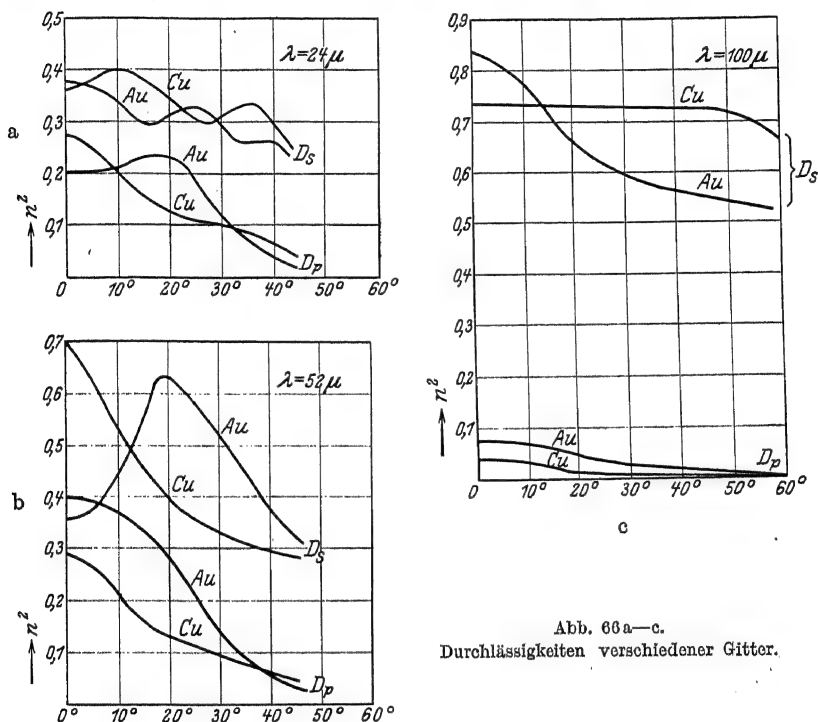 a
0,5
0,4
0,3
0,2
0,1
→ n²
λ=24μ
Cu
Au
D_s
Au
Cu
D_p
0 10° 20° 30° 40° 50° 60°
b
0,7
0,6
0,5
0,4
0,3
0,2
0,1
→ n²
λ=52μ
Au
Cu
D_s
Au
Cu
D_p
0° 10° 20° 30° 40° 50° 60°
0,9
0,8
0,7
0,6
0,5
0,4
0,3
0,2
0,1
→ n²
λ=100μ
Cu
Au
D_s
Au
Cu
D_p
0 10° 20° 30° 40° 50° 60°
c
Abb. 66a—c.
Durchlässigkeiten verschiedener Gitter.